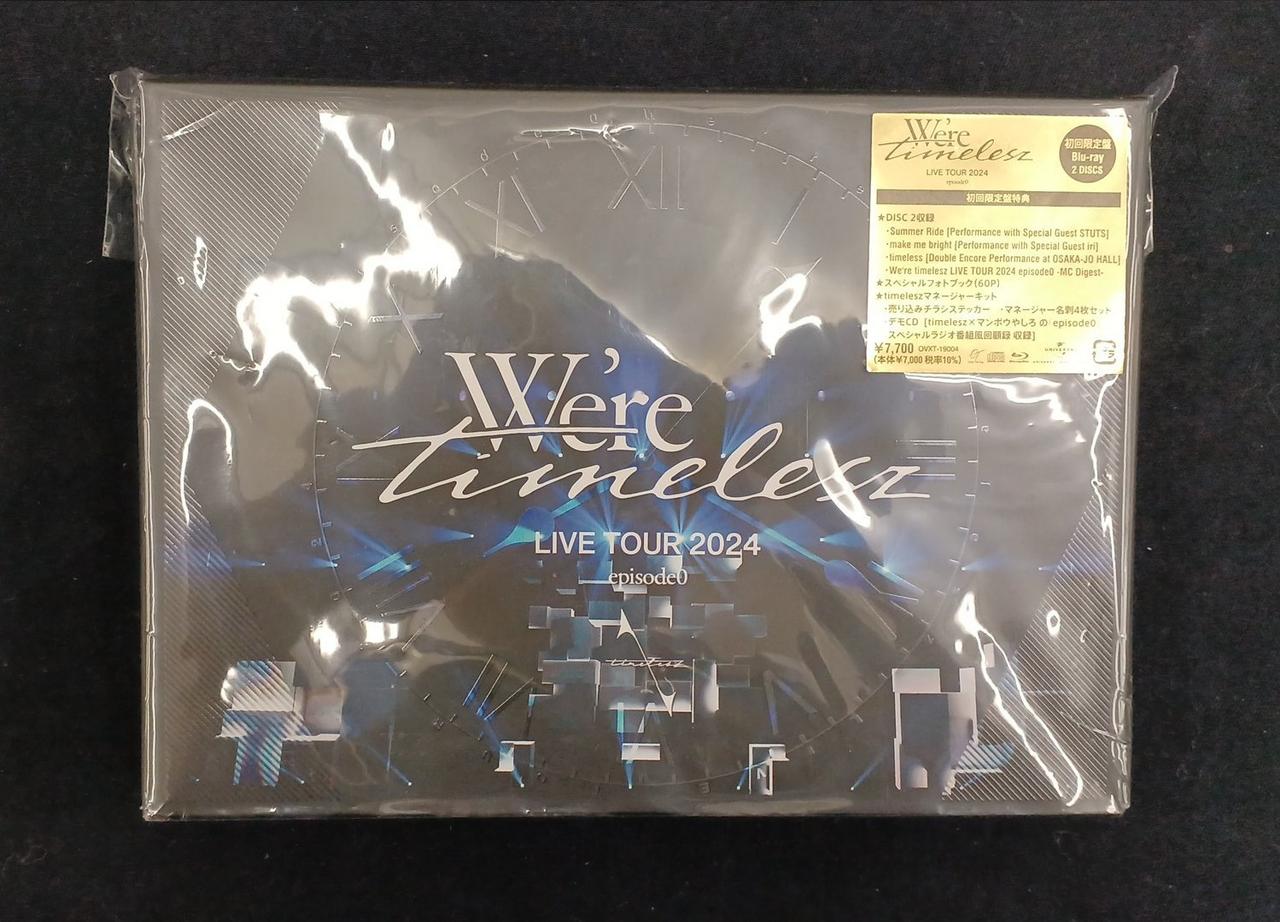 We're
timelesz
LIVE TOUR 2024
episode0
初回限定盤
Blu-ray
2 DISCS
初回限定盤特典
★DISC 2収録
・Summer Ride [Performance with Special Guest STUTS]
・make me bright [Performance with Special Guest iri]
・timeless [Double Encore Performance at OSAKA-JO HALL]
・We're timelesz LIVE TOUR 2024 episode0 -MC Digest-
★スペシャルフォトブック(60P)
★timeleszマネージャーキット
・売り込みチラシステッカー ・マネージャー名刺4枚セット
・デモCD [timelesz×マンボウやしろ の episode0
スペシャルラジオ番組風回顧録 収録]
¥7,700 OVXT-19004
(本体¥7,000 税率10%)
XII
XI
X
We're
timelesz
LIVE TOUR 2024
episode0
timelesz